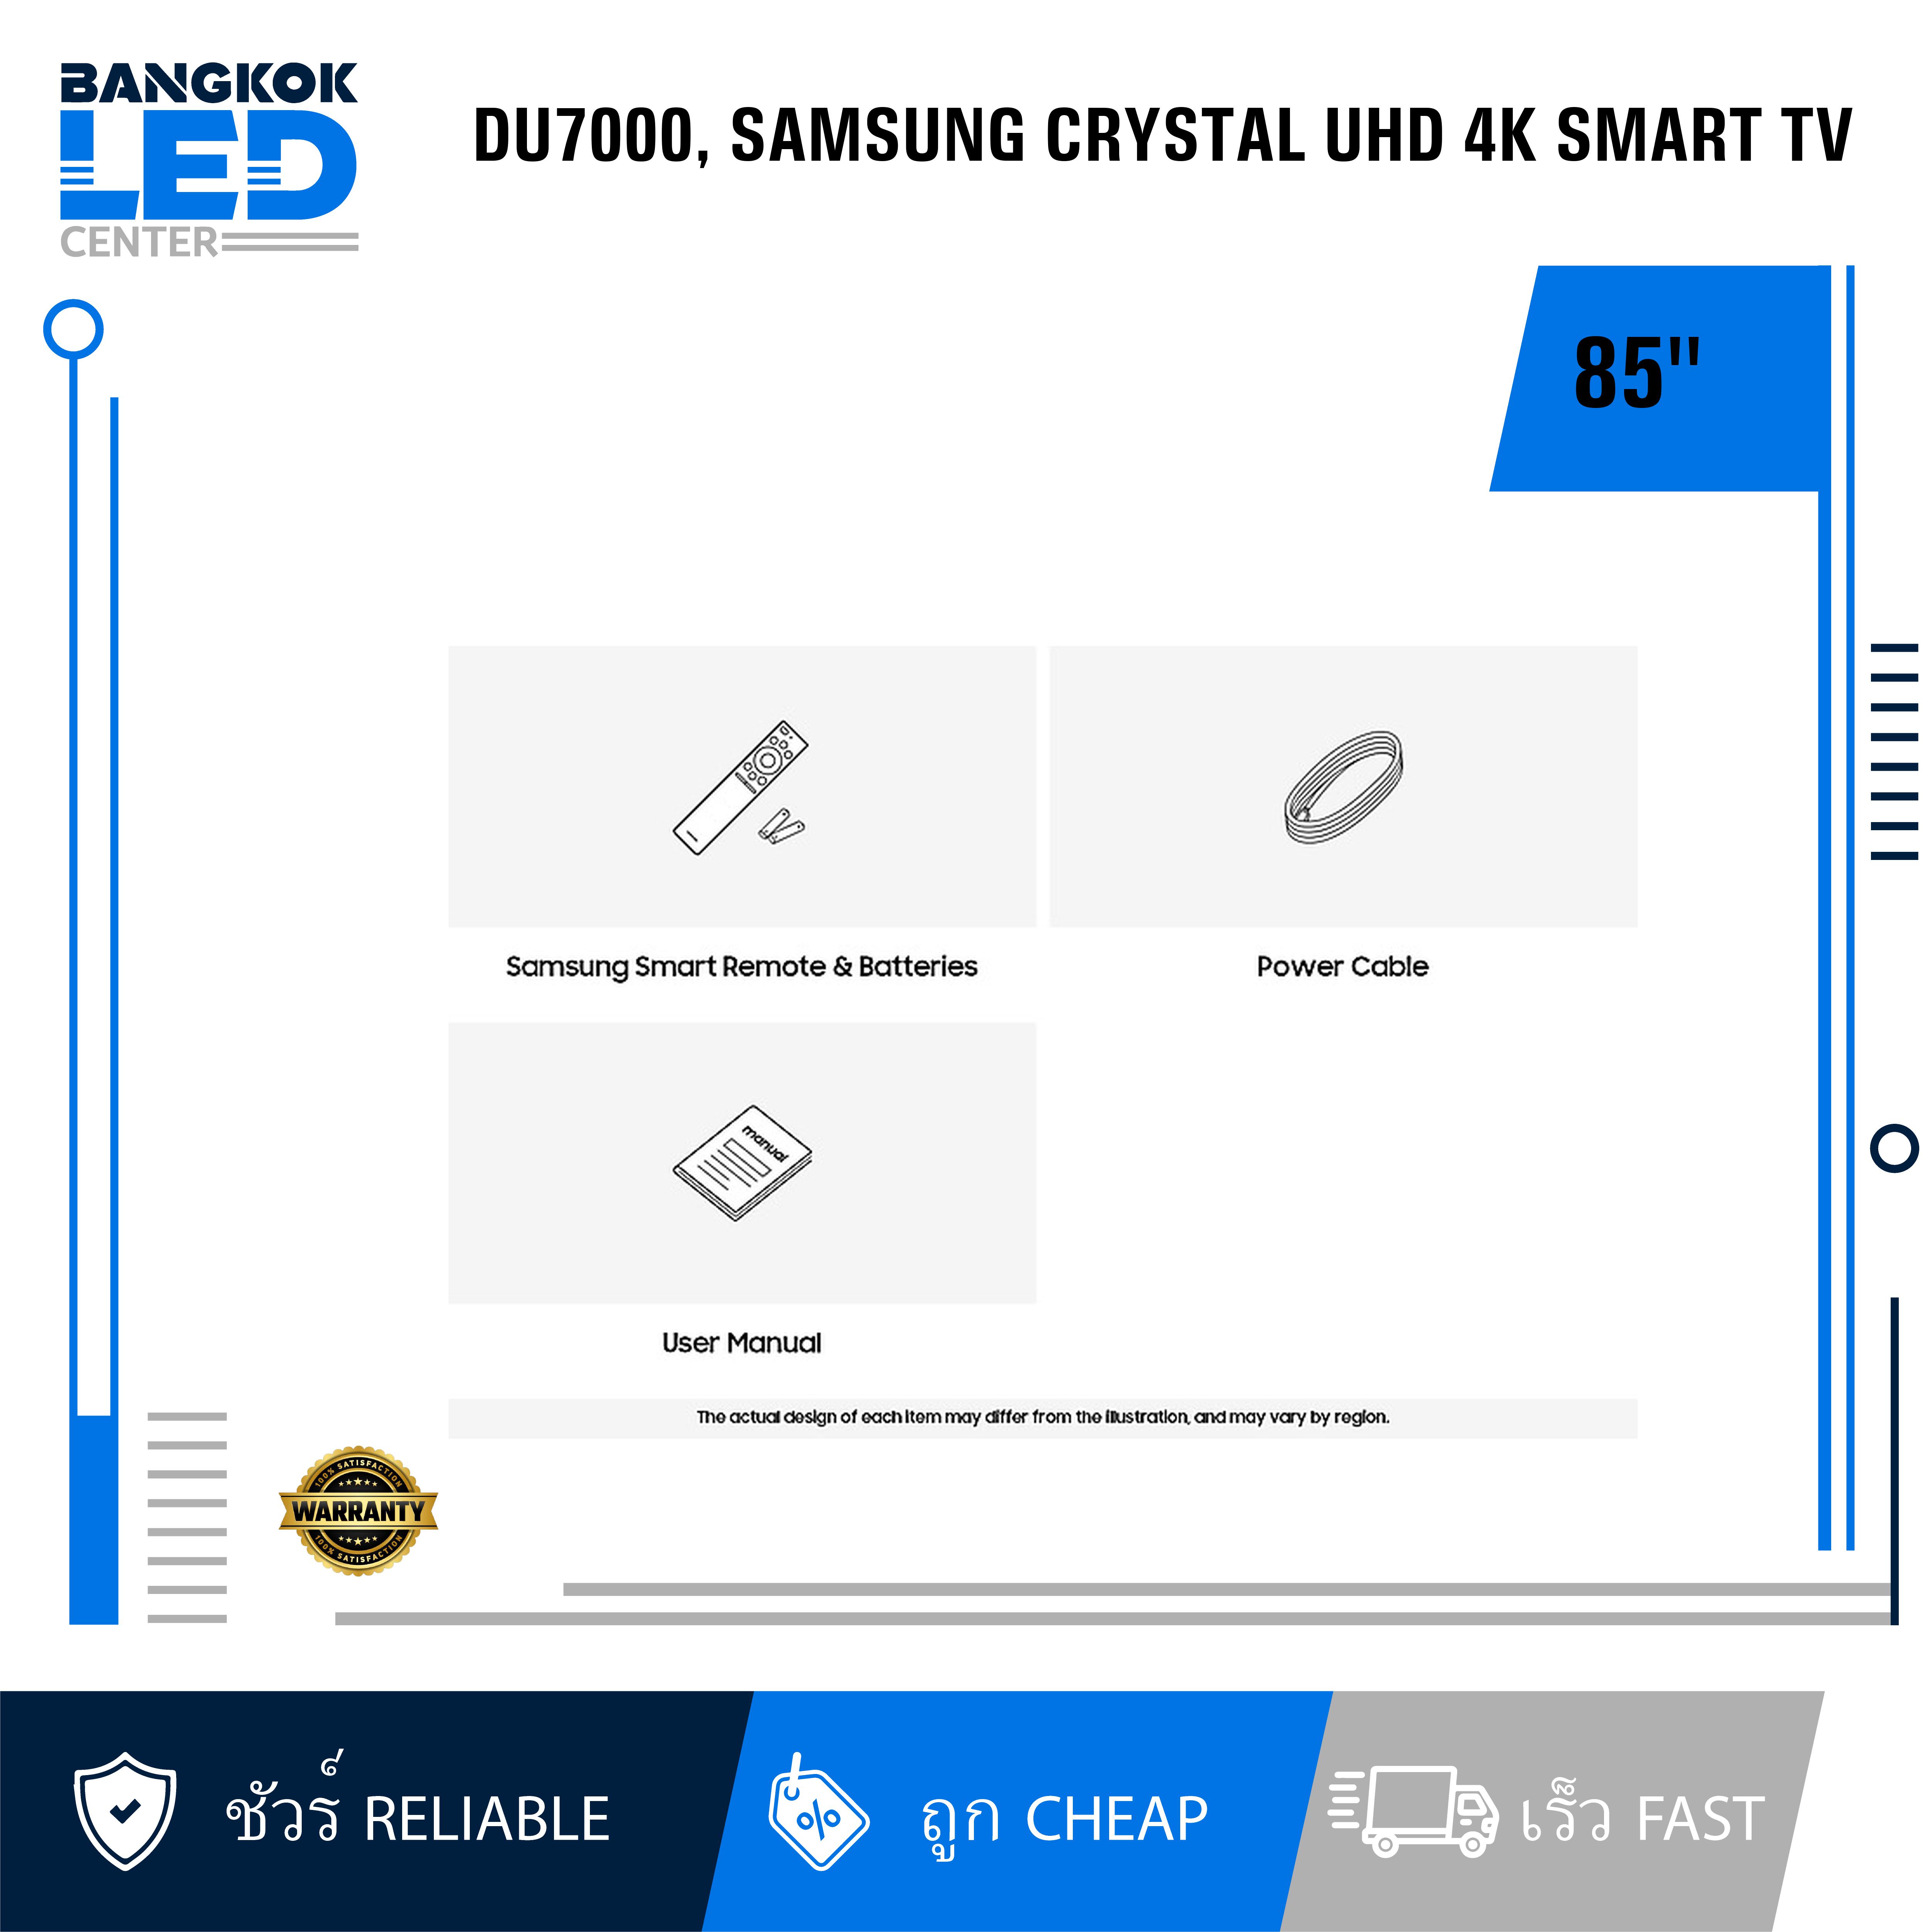 BANGKOK
LED
CENTER
DU7000, SAMSUNG CRYSTAL UHD 4K SMART TV
85"
Samsung Smart Remote & Batteries
Power Cable
manual
User Manual
The actual design of each item may differ from the illustration, and may vary by region.
100% SATISFACTION
WARRANTY
100% SATISFACTION
ชัวว์ร RELIABLE
% ถูก CHEAP
เร็ว FAST